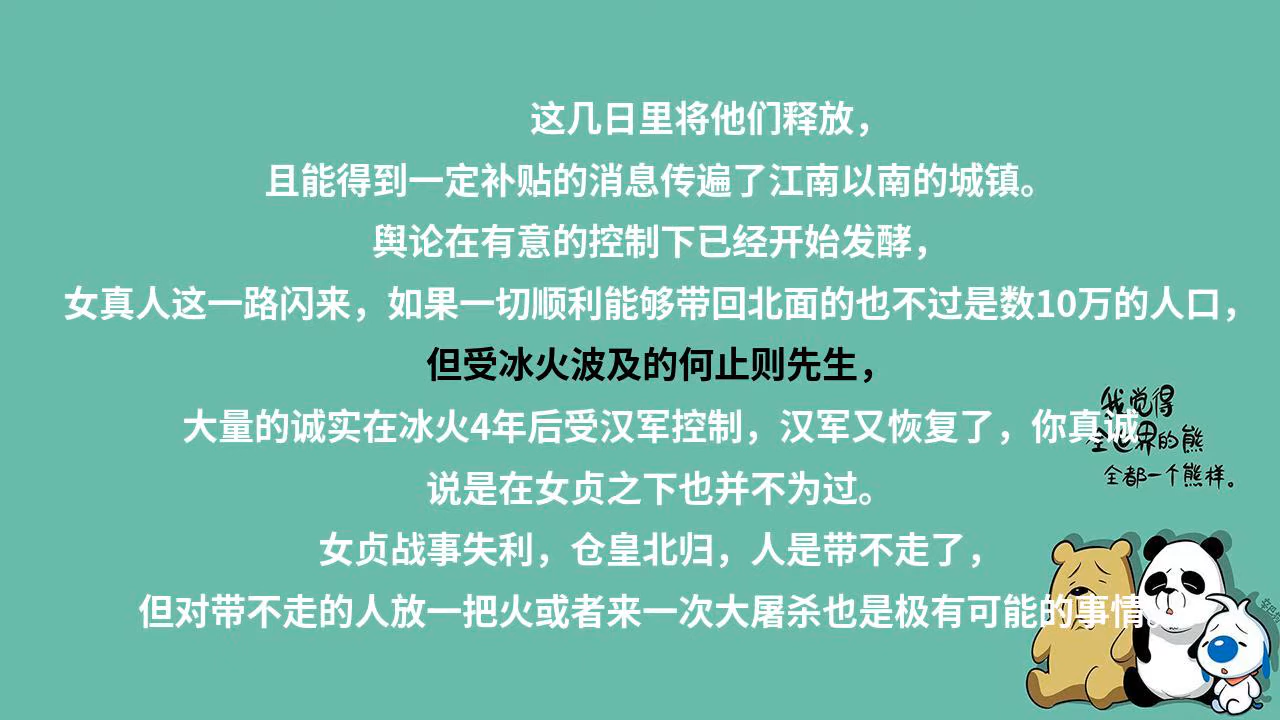 这几日里将他们释放，
且能得到一定补贴的消息传遍了江南以南的城镇。
舆论在有意的控制下已经开始发酵，
女真人这一路闪来，如果一切顺利能够带回北面的也不过是数10万的人口，
但受冰火波及的何止则先生，
大量的诚实在冰火4年后受汉军控制，汉军又恢复了，你真诚
说是在女贞之下也并不为过。
女贞战事失利，仓皇北归，人是带不走了，
但对带不走的人放一把火或者来一次大屠杀也是极有可能的事情。
我觉得
全世界的熊
全都一个熊样。